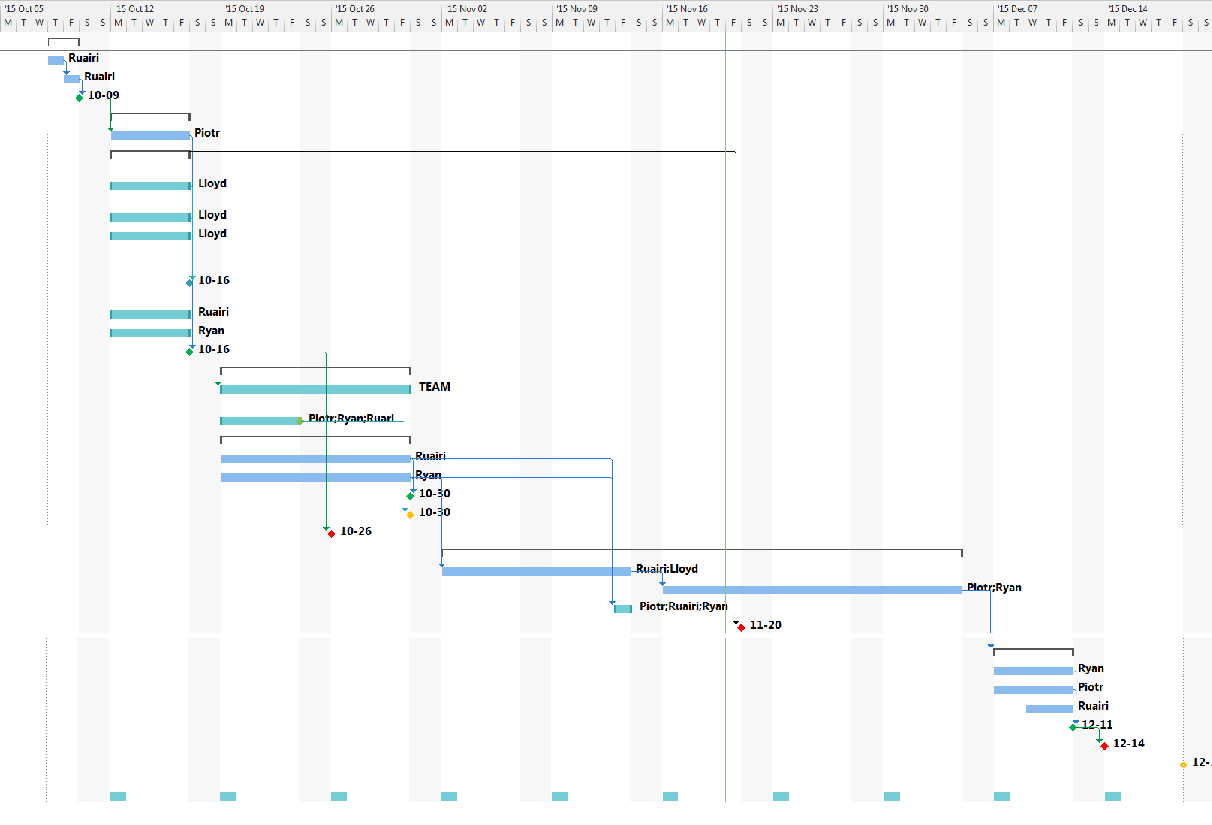 '15 Oct 05 '15 Oct 12 '15 Oct 19 '15 Oct 26 '15 Nov 02 '15 Nov 09 '15 Nov 16 '15 Nov 23 '15 Nov 30 '15 Dec 07 '15 Dec 14
M T W T F S S M T W T F S S M T W T F S S M T W T F S S M T W T F S S M T W T F S S M T W T F S S M T W T F S S M T W T F S S M T W T F S S M T W T F S S
Ruairi
Ruairi
10-09
Piotr
Lloyd
Lloyd
Lloyd
10-16
Ruairi
Ryan
10-16
TEAM
Piotr;Ryan;Ruari
Ruairi
Ryan
10-30
10-30
10-26
Ruairi;Lloyd
Piotr;Ryan
Piotr;Ruairi;Ryan
11-20
Ryan
Piotr
Ruairi
12-11
12-14
12-